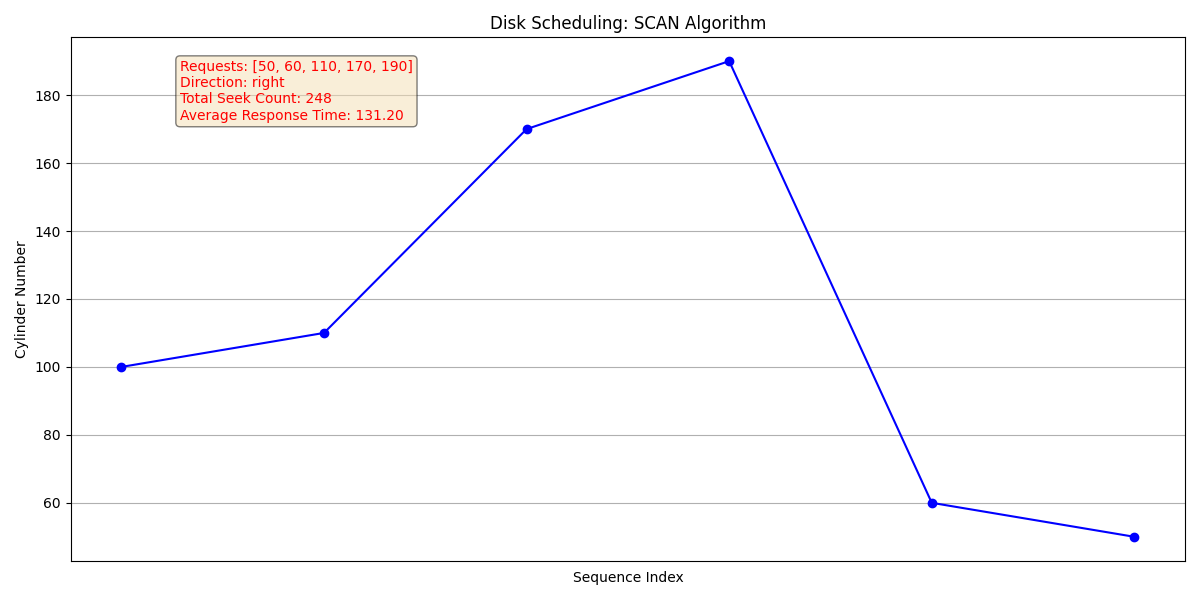 Disk Scheduling: SCAN Algorithm
Requests: [50, 60, 110, 170, 190]
Direction: right
Total Seek Count: 248
Average Response Time: 131.20
180
160
140
120
100
80
60
Cylinder Number
Sequence Index